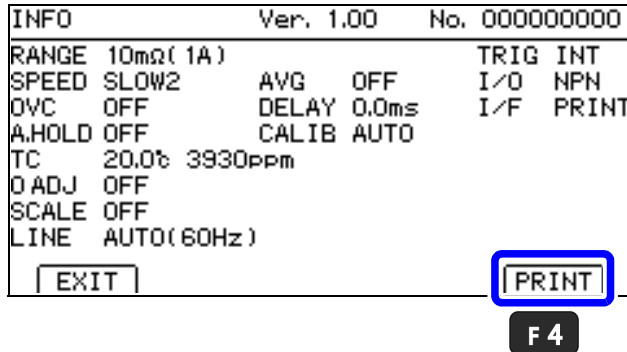 INFO Ver. 1.00 No. 000000000
RANGE 10mΩ( 1A) TRIG INT
SPEED SLOW2 AVG OFF I/O NPN
OVC OFF DELAY 0.0ms I/F PRINT
A.HOLD OFF CALIB AUTO
TC 20.0℃ 3930ppm
0 ADJ OFF
SCALE OFF
LINE AUTO(60Hz)
EXIT PRINT
F 4